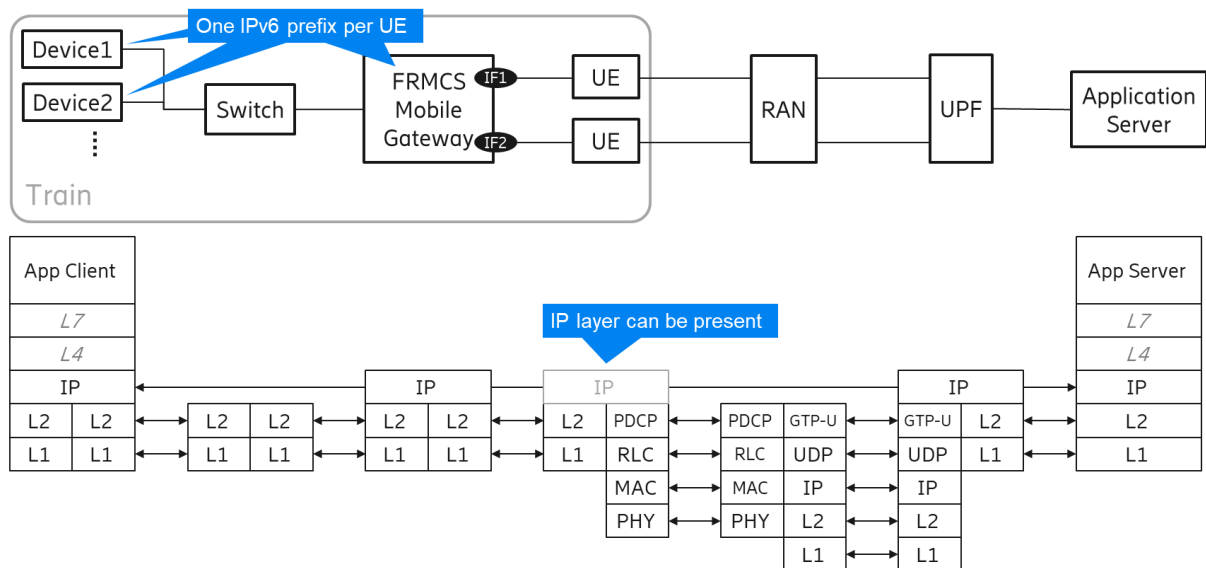 One IPv6 prefix per UE
Device1
Device2
Switch
FRMCS
Mobile
Gateway
IF1
IF2
UE
UE
RAN
UPF
Application
Server
Train
App Client
App Server
L7
L7
IP layer can be present
L4
L4
IP
IP
IP
IP
IP
L2 L2
L2 L2
L2 L2
L2 PDCP
PDCP GTP-U
GTP-U L2
L2
L1 L1
L1 L1
L1 L1
L1 RLC
RLC UDP
UDP L1
L1
MAC
MAC IP
IP
PHY
PHY L2
L2
L1
L1